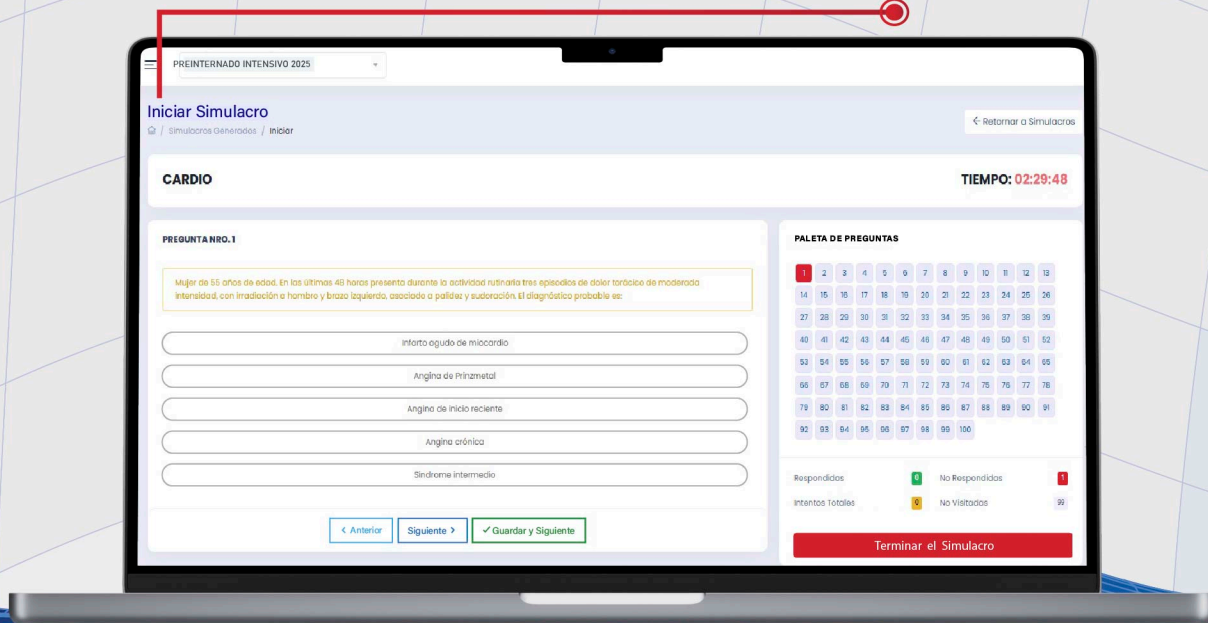 PREINTERNADO INTENSIVO 2025
Iniciar Simulacro
← Retornar a Simulacros
/ Simulacros Generados / Iniciar
CARDIO
TIEMPO: 02:29:48
PREGUNTA NRO. 1
Mujer de 55 años de edad. En las últimas 48 horas presenta durante la actividad rutinaria tres episodios de dolor torácico de moderada
intensidad, con irradiación a hombro y brazo izquierdo, asociado a palidez y sudoración. El diagnóstico probable es:
Infarto agudo de miocardio
Angina de Prinzmetal
Angina de inicio reciente
Angina crónica
Sindrome intermedio
< Anterior
Siguiente >
✓ Guardar y Siguiente
PALETA DE PREGUNTAS
1 2 3 4 5 6 7 8 9 10 11 12 13
14 15 16 17 18 19 20 21 22 23 24 25 26
27 28 29 30 31 32 33 34 35 36 37 38 39
40 41 42 43 44 45 46 47 48 49 50 51 52
53 54 55 56 57 58 59 60 61 62 63 64 65
66 67 68 69 70 71 72 73 74 75 76 77 78
79 80 81 82 83 84 85 86 87 88 89 90 91
92 93 94 95 96 97 98 99 100
Respondidas 0 No Respondidas 1
Intentos Totales 0 No Visitadas 99
Terminar el Simulacro